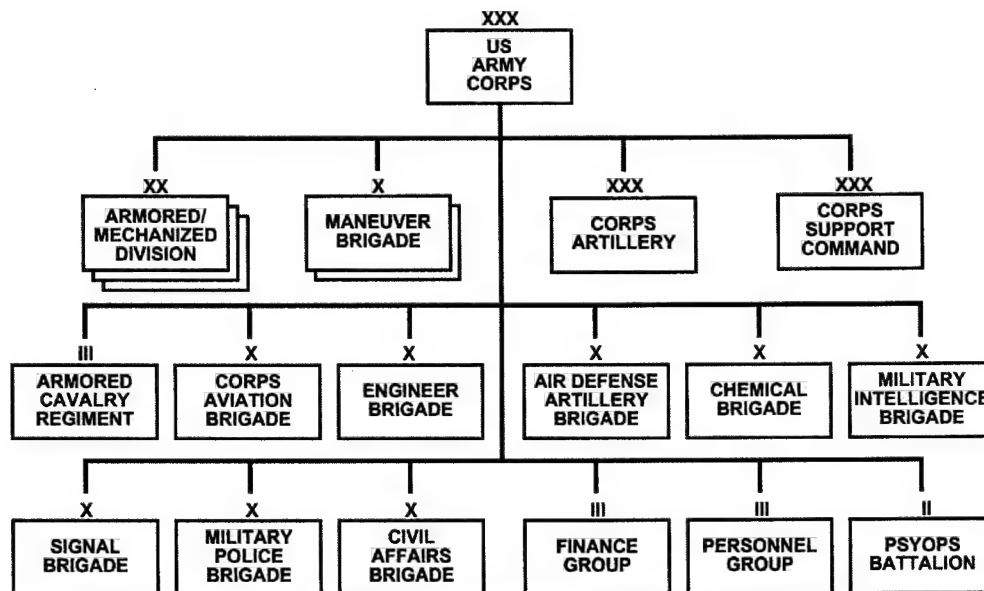 XXX
US
ARMY
CORPS
XX
ARMORED/
MECHANIZED
DIVISION
X
MANEUVER
BRIGADE
XXX
CORPS
ARTILLERY
XXX
CORPS
SUPPORT
COMMAND
III
ARMORED
CAVALRY
REGIMENT
X
CORPS
AVIATION
BRIGADE
X
ENGINEER
BRIGADE
X
AIR DEFENSE
ARTILLERY
BRIGADE
X
CHEMICAL
BRIGADE
X
MILITARY
INTELLIGENCE
BRIGADE
X
SIGNAL
BRIGADE
X
MILITARY
POLICE
BRIGADE
X
CIVIL
AFFAIRS
BRIGADE
III
FINANCE
GROUP
III
PERSONNEL
GROUP
II
PSYOPS
BATTALION